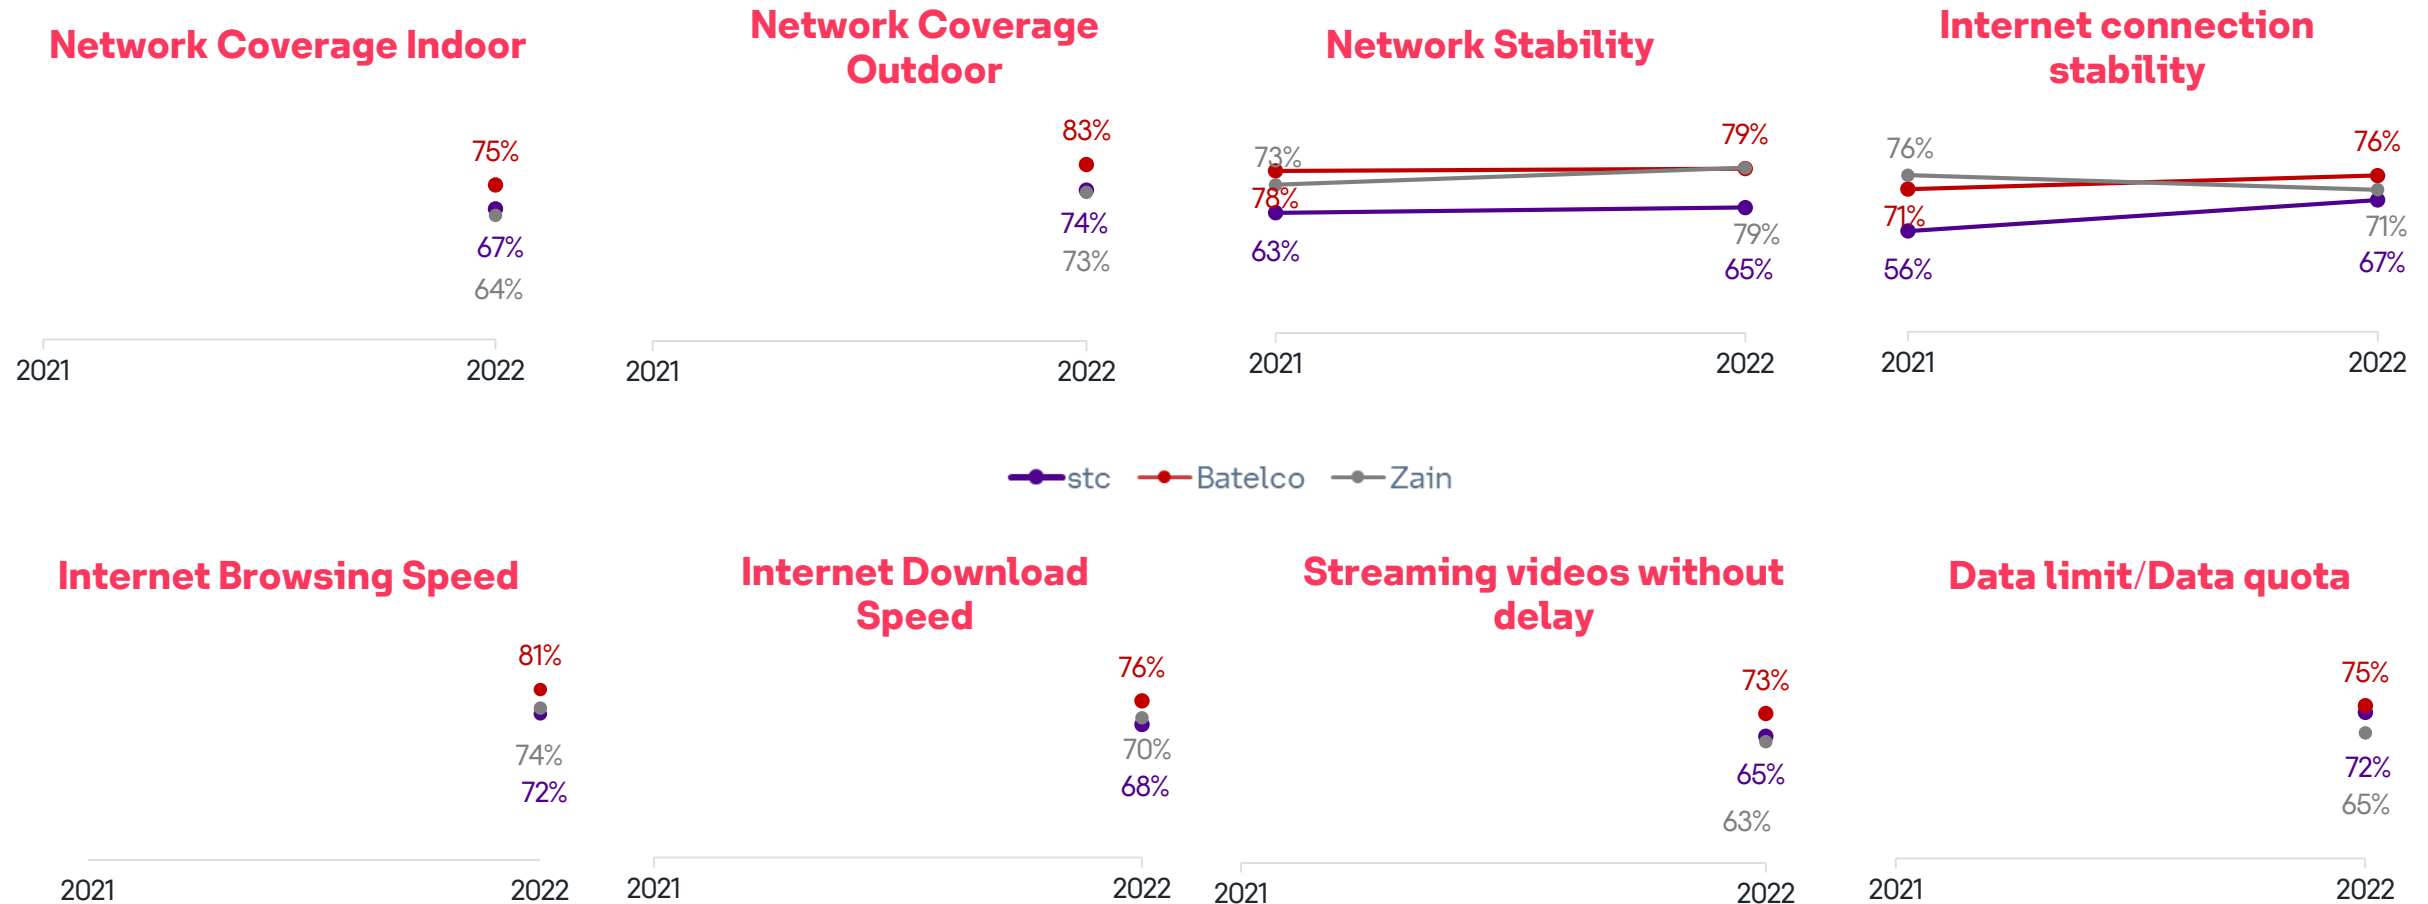 Network Coverage Indoor
75%
67%
64%
2021 2022
Network Coverage
Outdoor
83%
74%
73%
2021 2022
Network Stability
73% 79%
78%
63% 79%
65%
2021 2022
Internet connection
stability
76% 76%
71% 71%
56% 67%
2021 2022
stc Batelco Zain
Internet Browsing Speed
81%
74%
72%
2021 2022
Internet Download
Speed
76%
70%
68%
2021 2022
Streaming videos without
delay
73%
65%
63%
2021 2022
Data limit/Data quota
75%
72%
65%
2021 2022